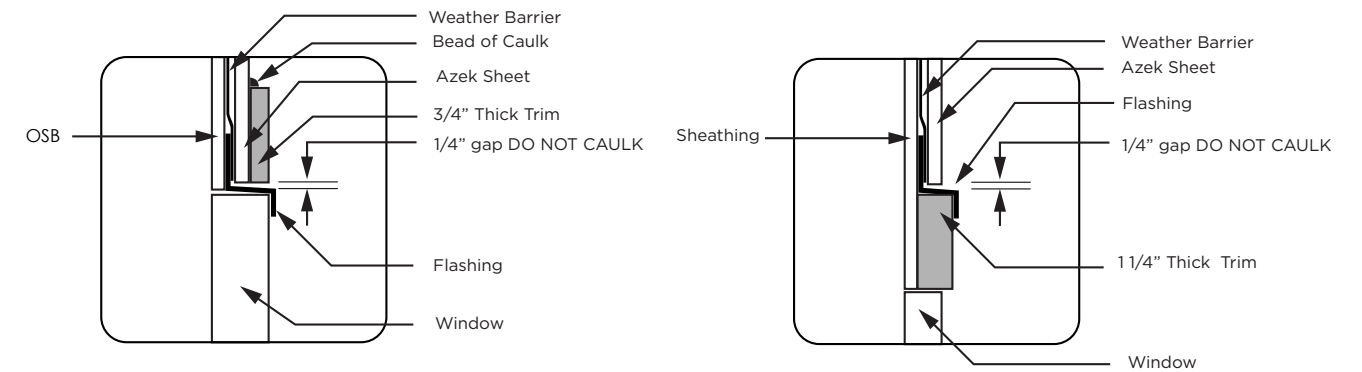 Weather Barrier
Bead of Caulk
Azek Sheet
3/4” Thick Trim
OSB
1/4” gap DO NOT CAULK
Flashing
Window
Weather Barrier
Azek Sheet
Flashing
Sheathing
1/4” gap DO NOT CAULK
1 1/4” Thick Trim
Window